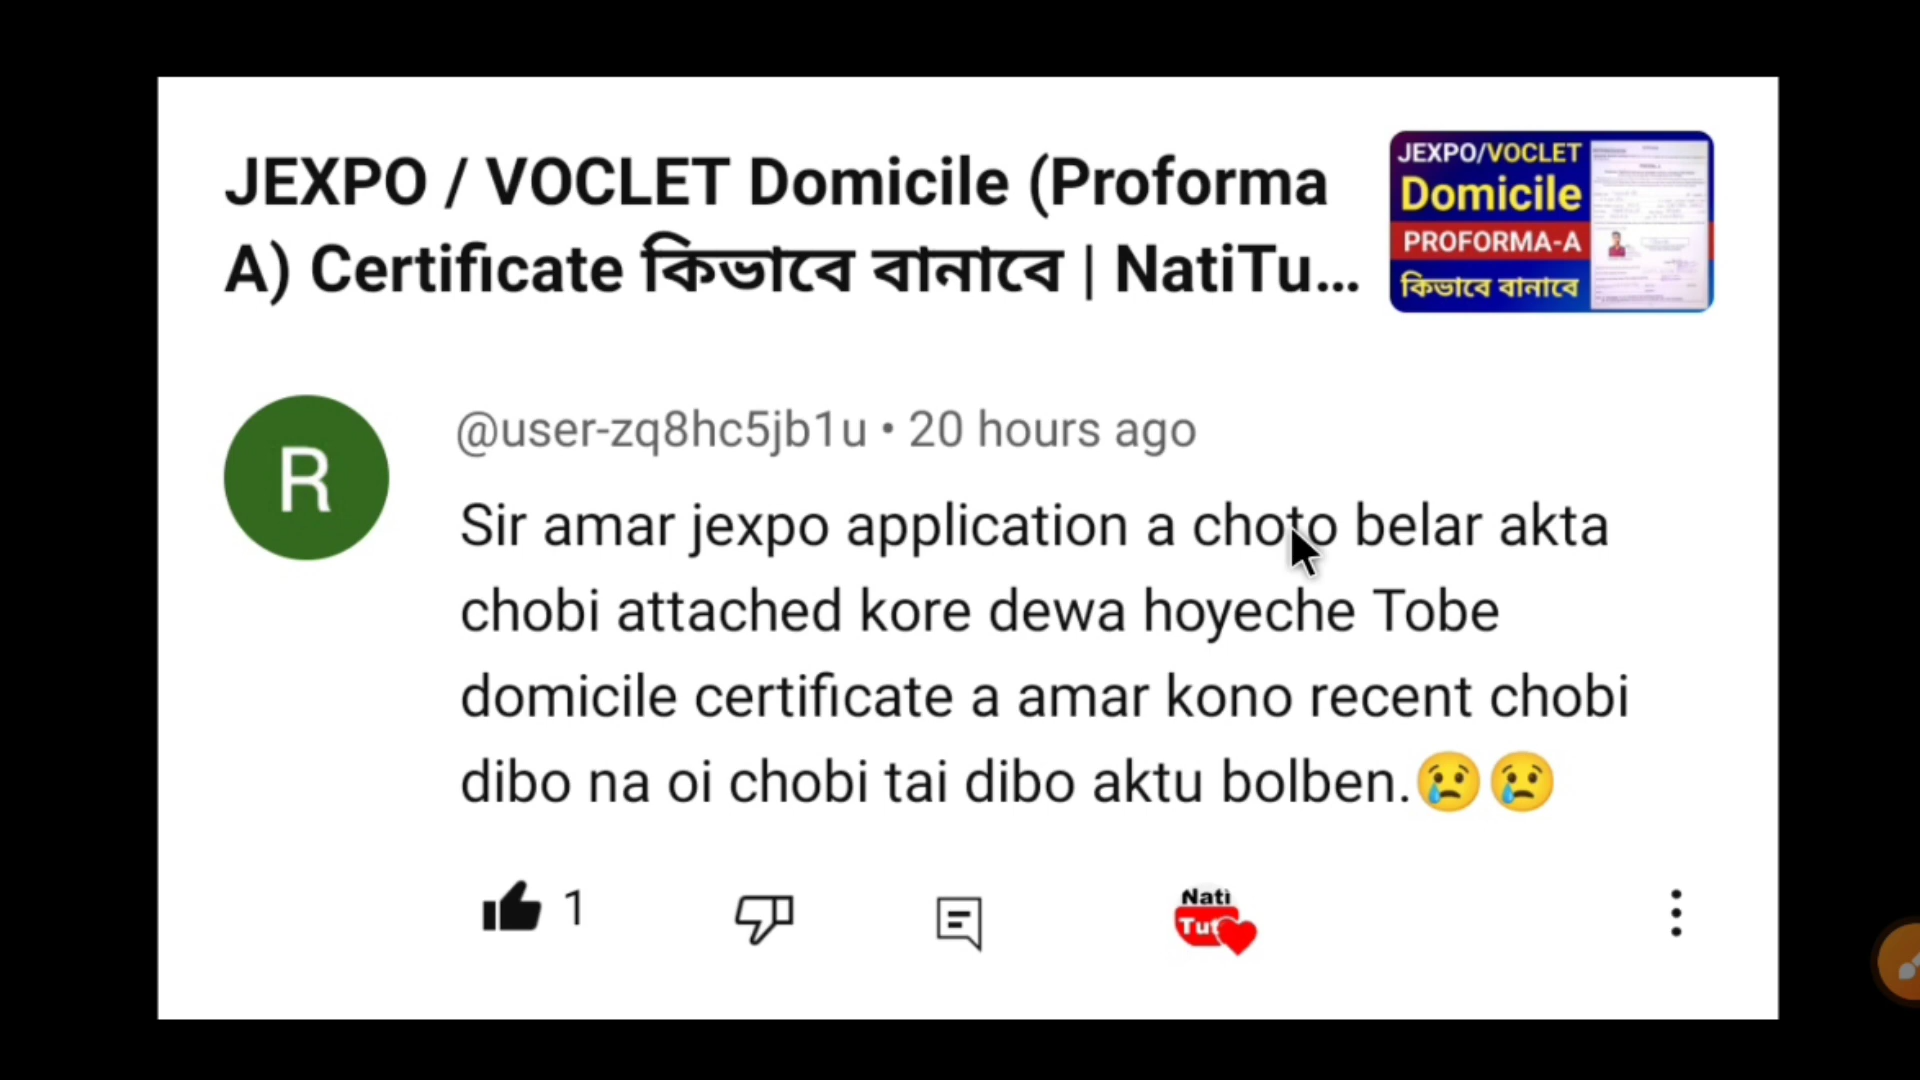 JEXPO / VOCLET Domicile (Proforma
A) Certificate কিভাবে বানাবে | NatiTu...
JEXPO/VOCLET
Domicile
PROFORMA-A
কিভাবে বানাবে
R
@user-zq8hc5jb1u • 20 hours ago
Sir amar jexpo application a choto belar akta
chobi attached kore dewa hoyeche Tobe
domicile certificate a amar kono recent chobi
dibo na oi chobi tai dibo aktu bolben.😢😢
1
Nati
Tut